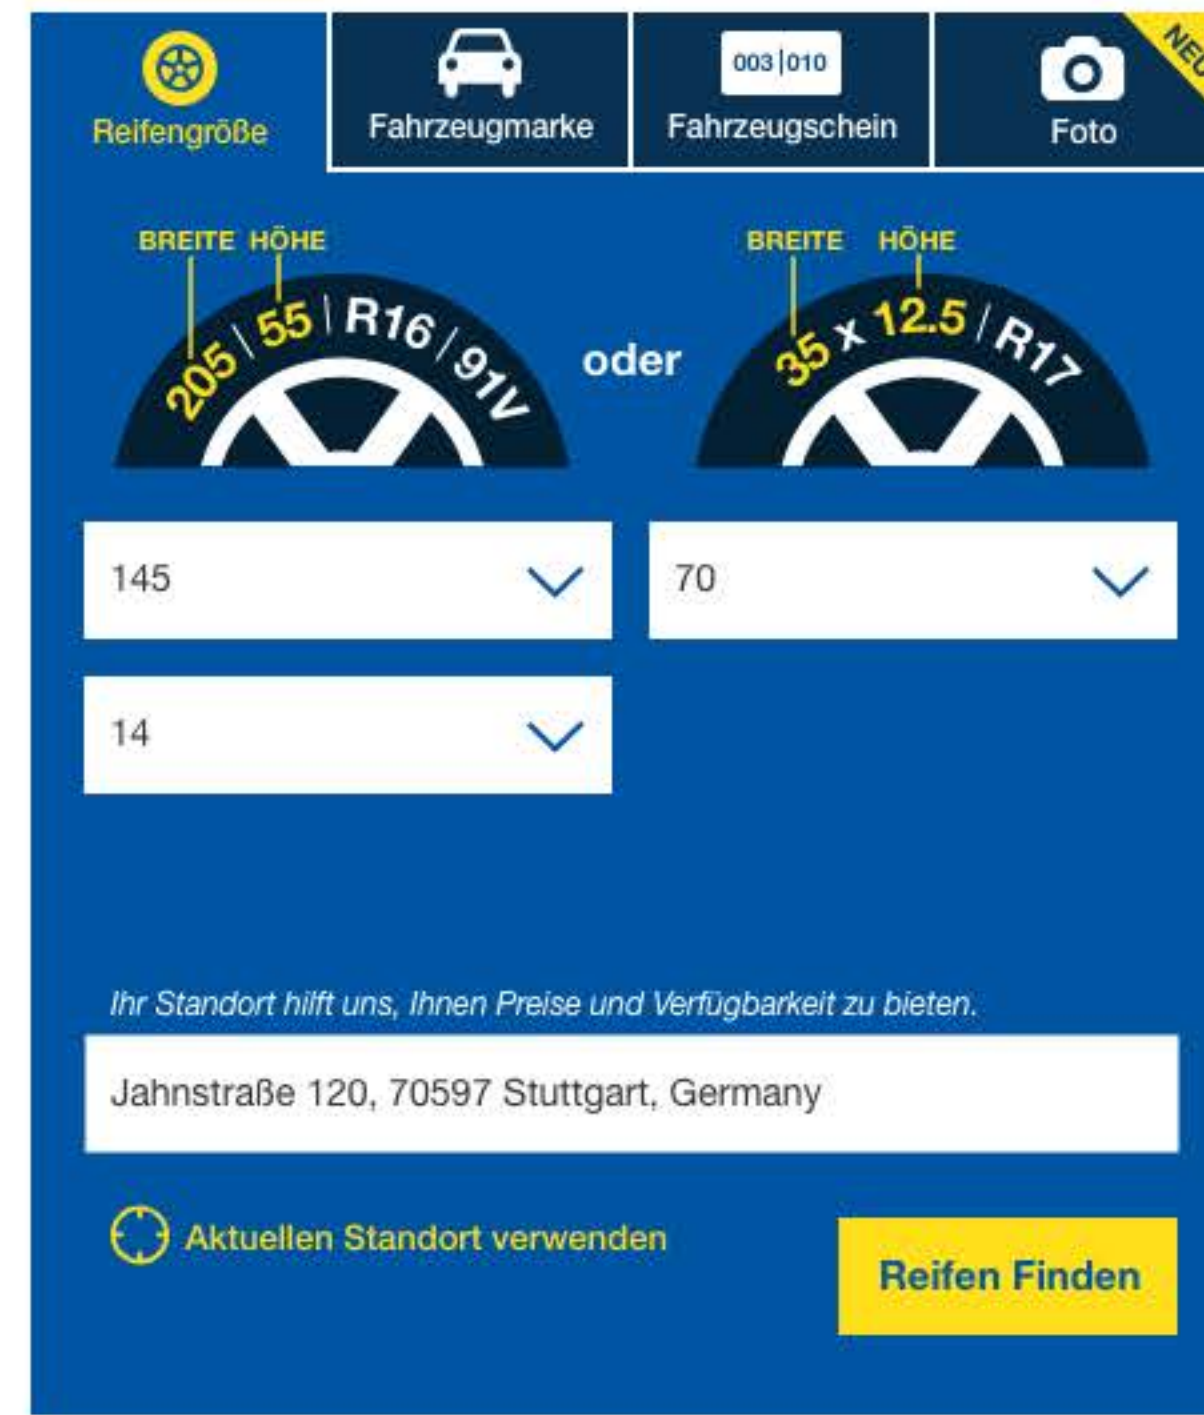 003|010
NEU
Reifengröße
Fahrzeugmarke
Fahrzeugschein
Foto
BREITE HÖHE
205 | 55 | R16 / 91V
oder
BREITE HÖHE
35 x 12.5 / R17
145
70
14
Ihr Standort hilft uns, Ihnen Preise und Verfügbarkeit zu bieten.
Jahnstraße 120, 70597 Stuttgart, Germany
Aktuellen Standort verwenden
Reifen Finden